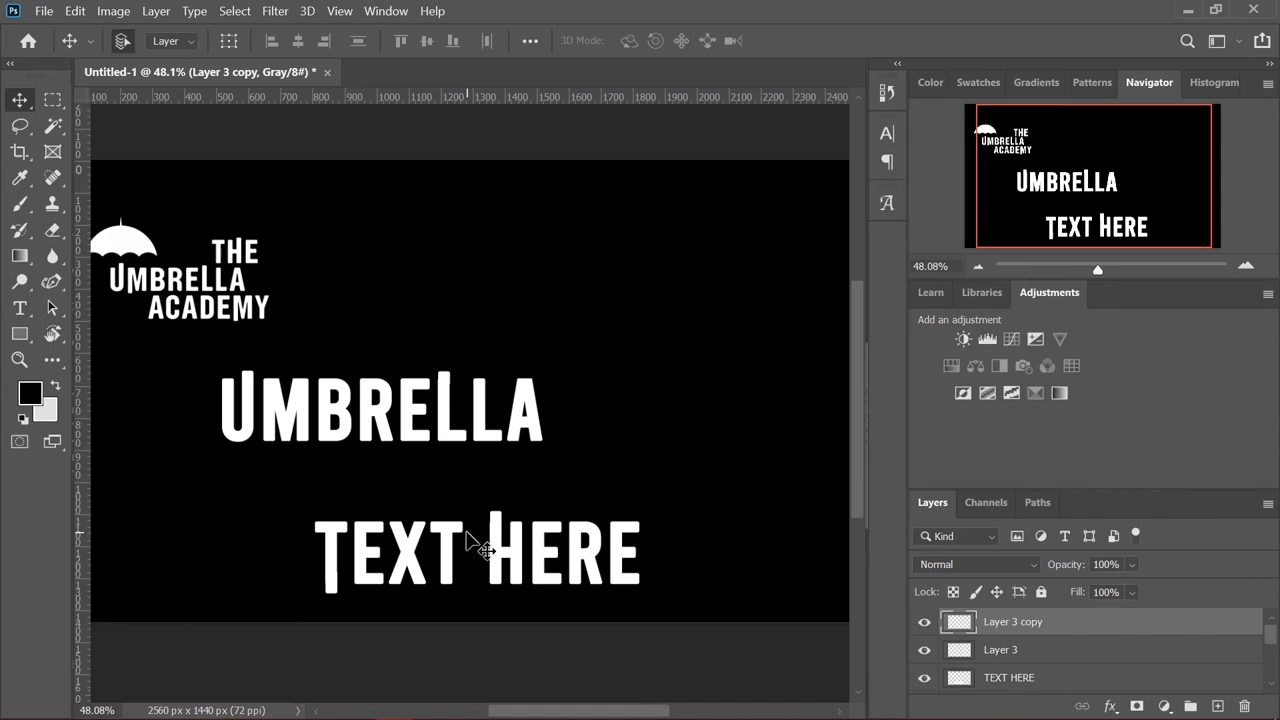 Ps File Edit Image Layer Type Select Filter 3D View Window Help
Layer 3D Mode:
Untitled-1 @ 48.1% (Layer 3 copy, Gray/8#) *
100 200 300 400 500 600 700 800 900 1000 1100 1200 1300 1400 1500 1600 1700 1800 1900 2000 2100 2200 2300 2400
Color Swatches Gradients Patterns Navigator Histogram
THE
UMBRELLA
ACADEMY
UMBRELLA
TEXT HERE
THE
UMBRELLA
ACADEMY
UMBRELLA
TEXT HERE
48.08%
Learn Libraries Adjustments
Add an adjustment
Layers Channels Paths
Kind
Normal Opacity: 100%
Lock: Fill: 100%
Layer 3 copy
Layer 3
TEXT HERE
48.08% 2560 px x 1440 px (72 ppi)